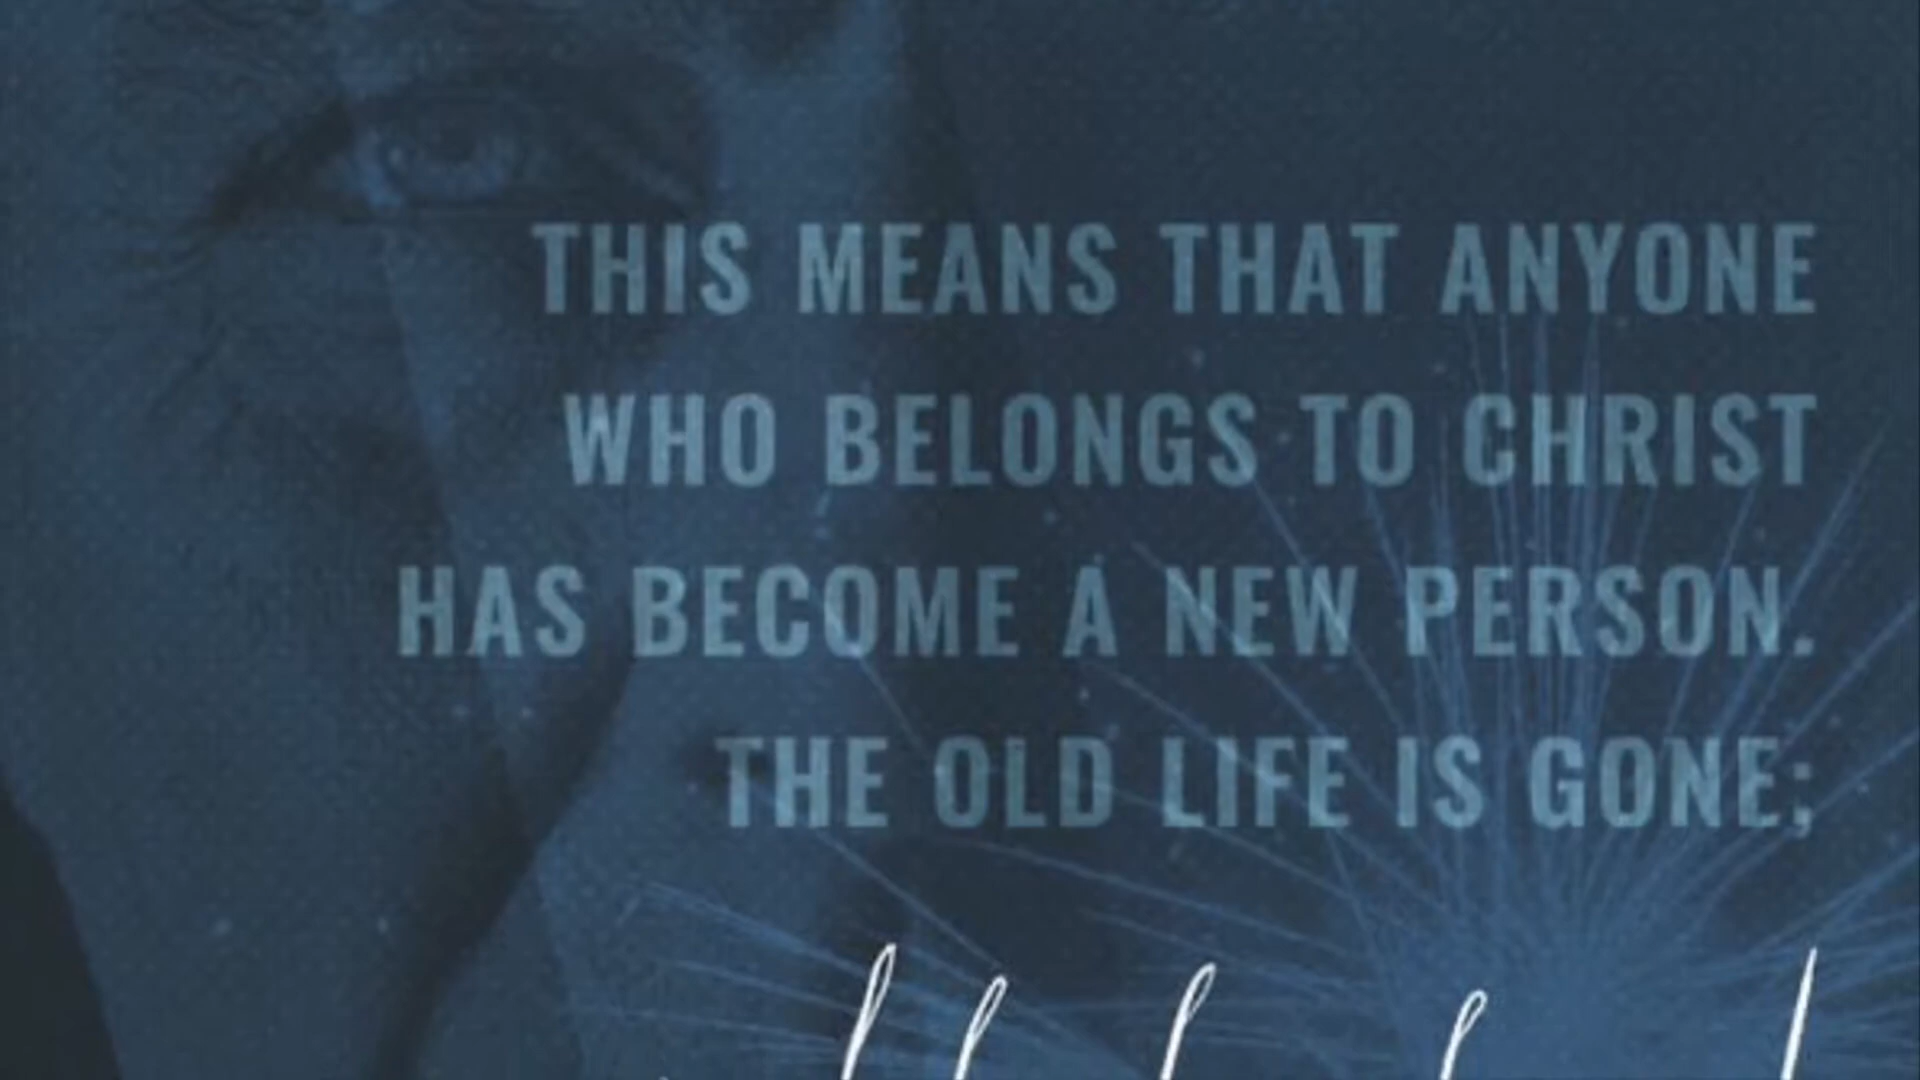 THIS MEANS THAT ANYONE
WHO BELONGS TO CHRIST
HAS BECOME A NEW PERSON.
THE OLD LIFE IS GONE;